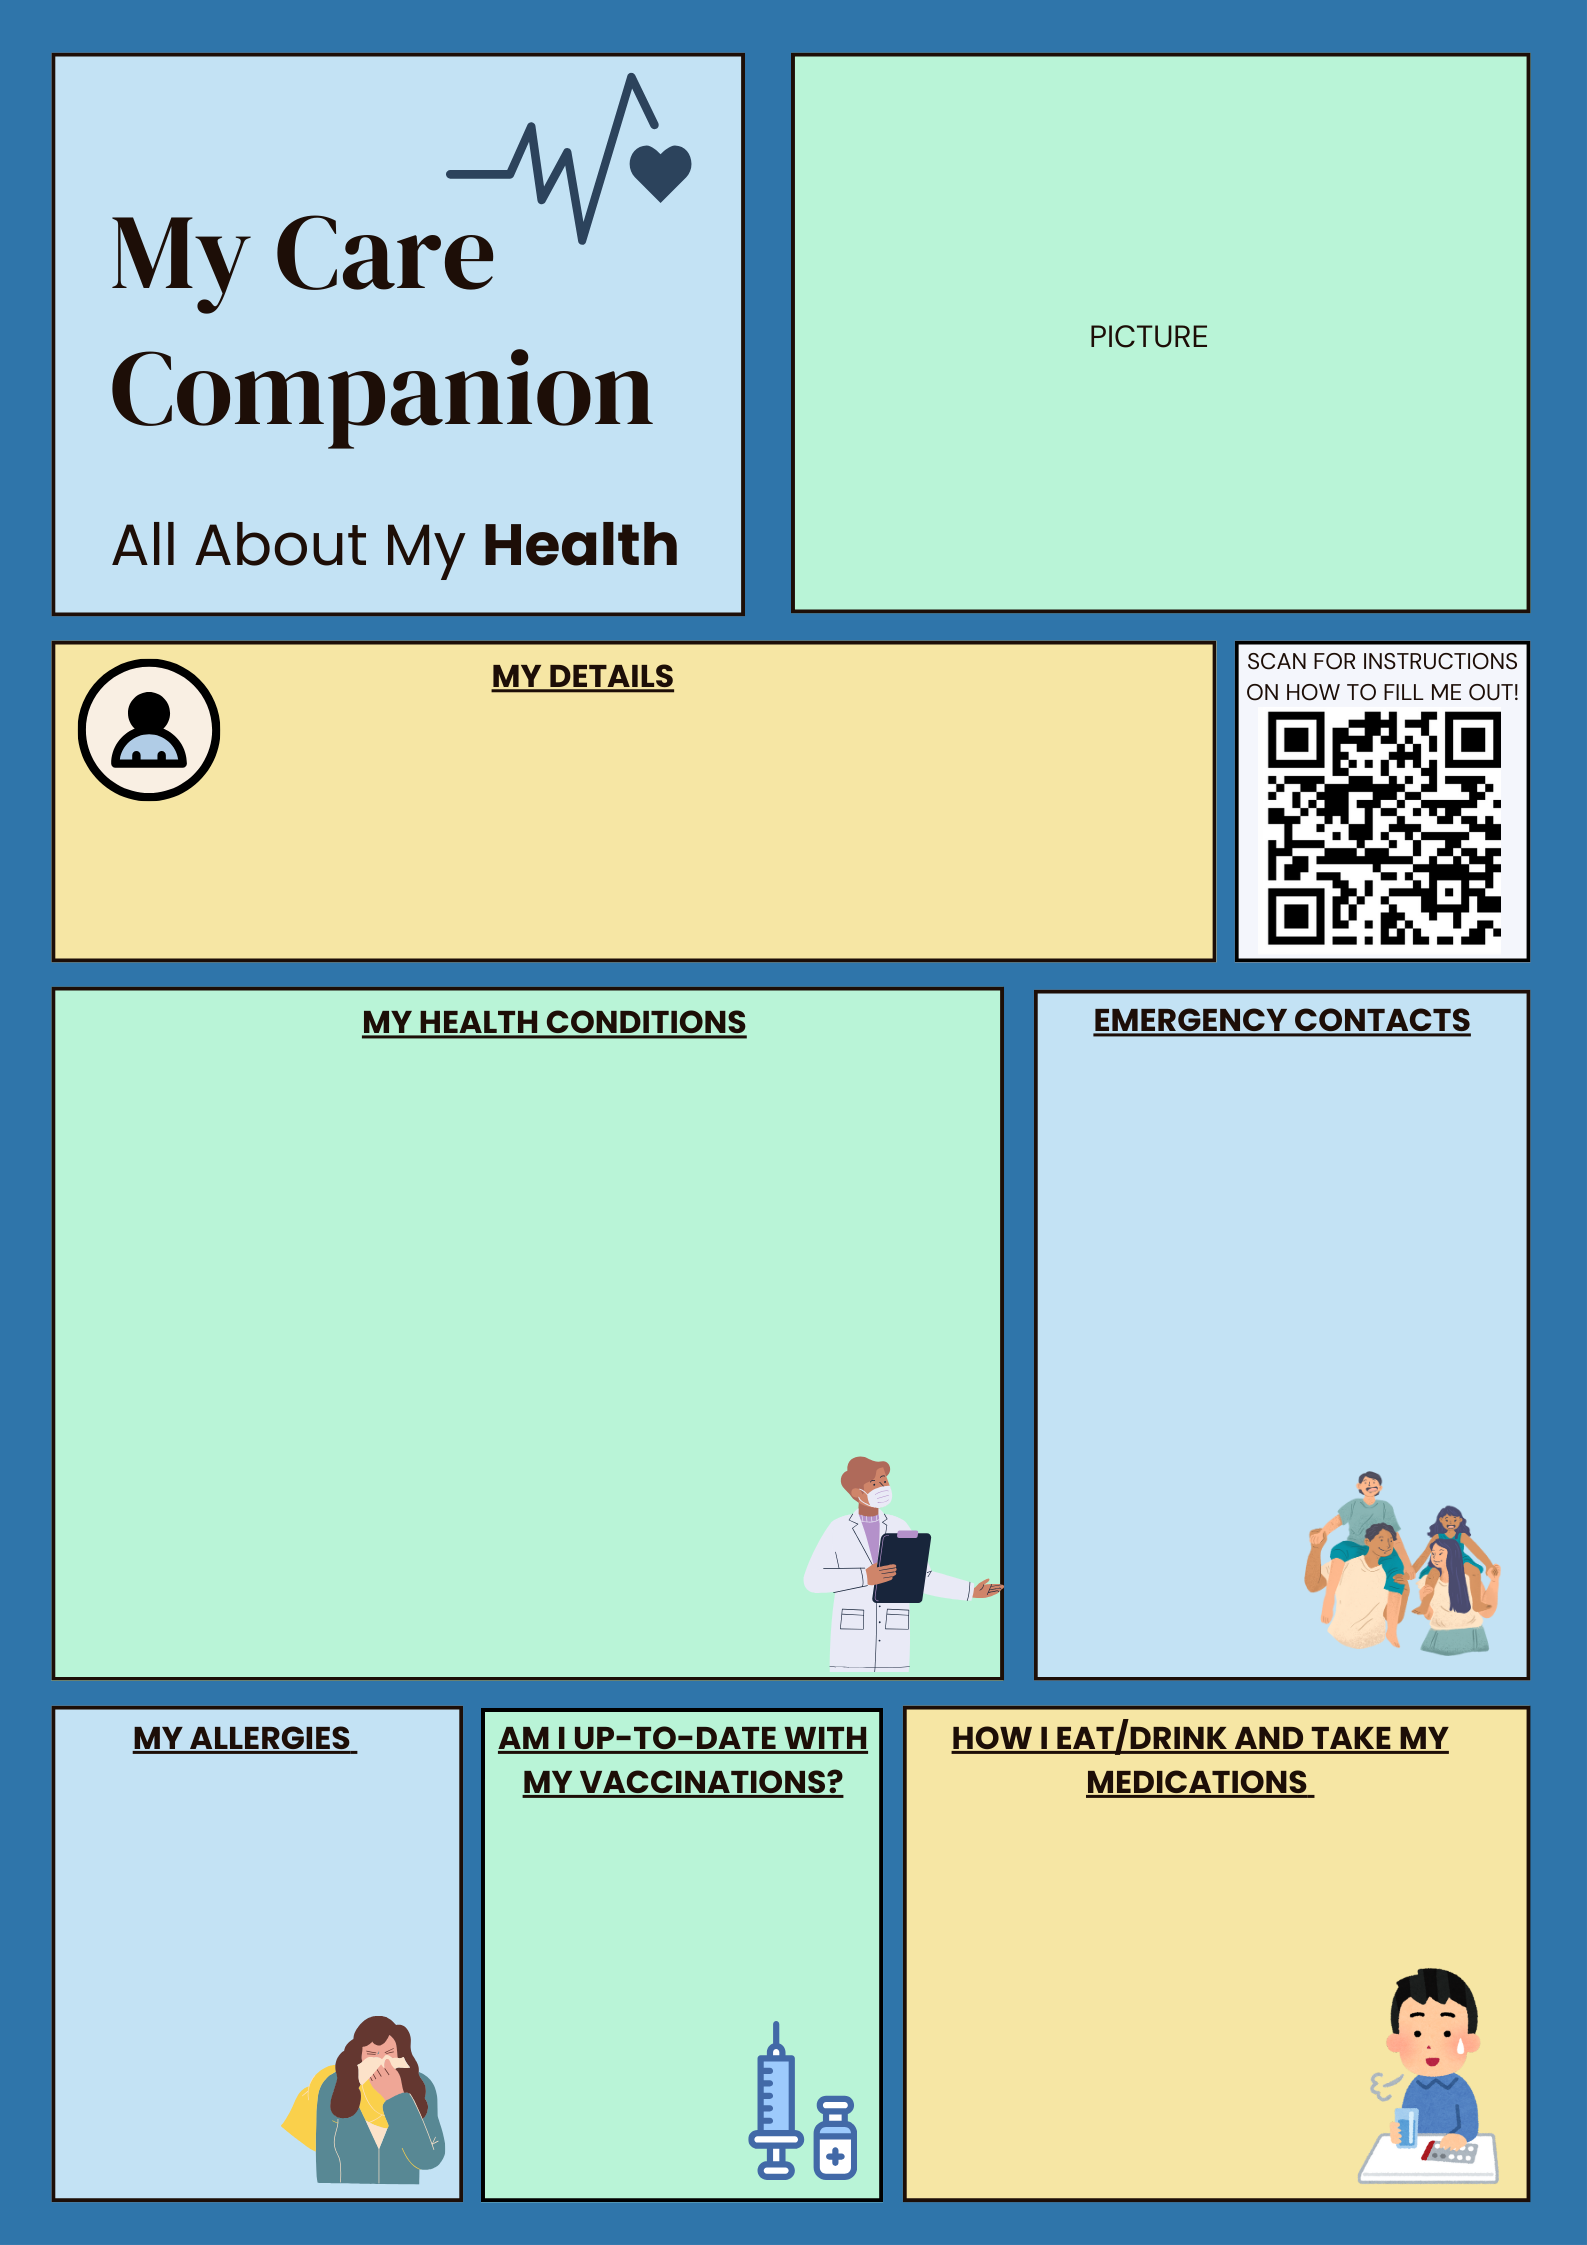 My Care
Companion
All About My Health
PICTURE
MY DETAILS
SCAN FOR INSTRUCTIONS
ON HOW TO FILL ME OUT!
MY HEALTH CONDITIONS
EMERGENCY CONTACTS
MY ALLERGIES
AM I UP-TO-DATE WITH
MY VACCINATIONS?
HOW I EAT/DRINK AND TAKE MY
MEDICATIONS